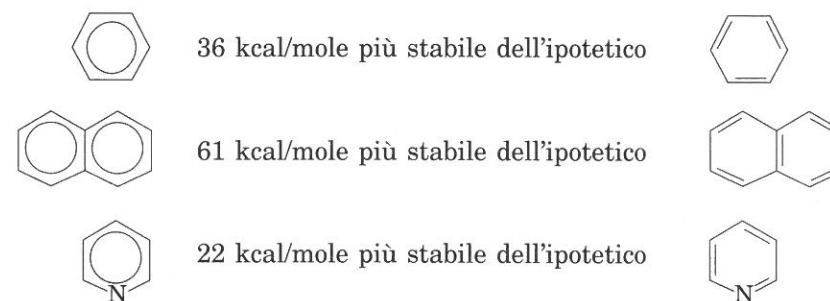 36 kcal/mole più stabile dell'ipotetico
61 kcal/mole più stabile dell'ipotetico
22 kcal/mole più stabile dell'ipotetico
N N